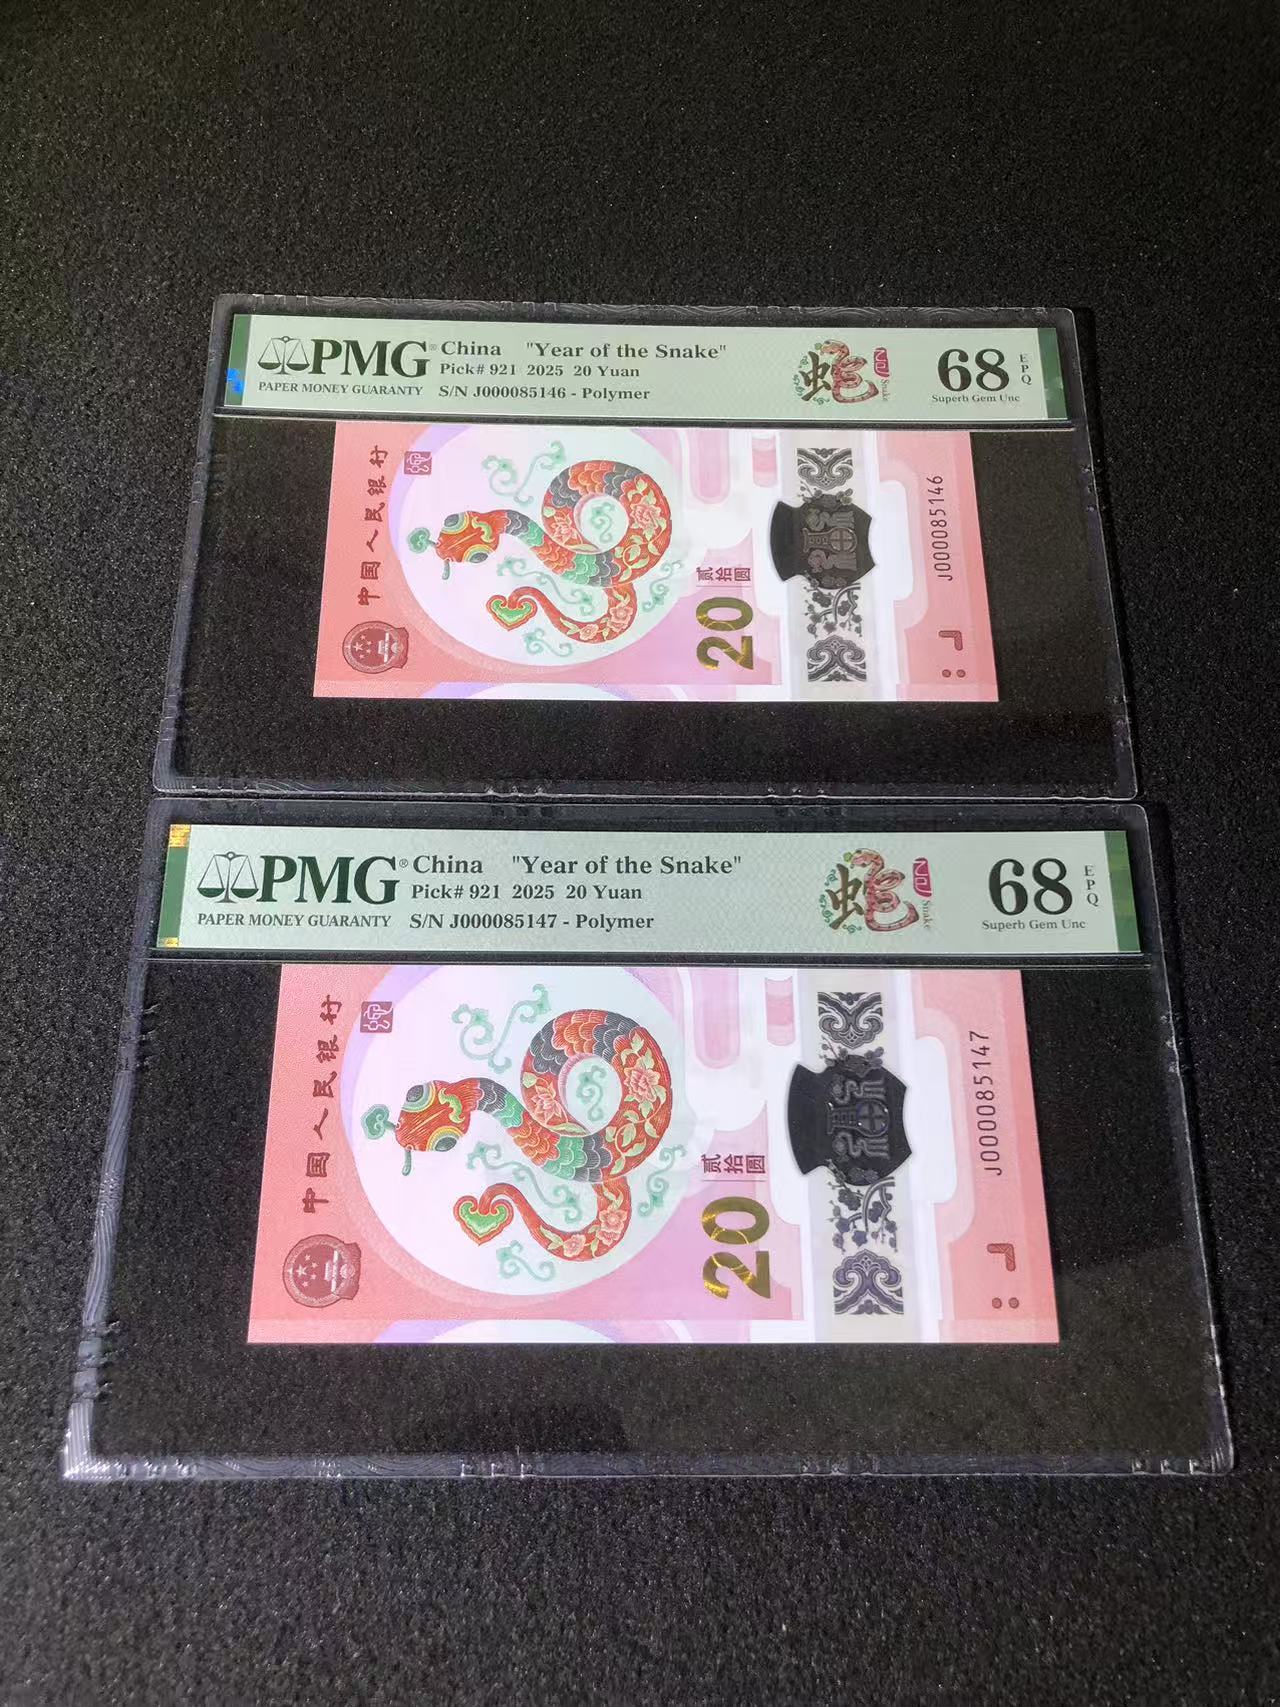 PMG® China "Year of the Snake" 蛇 Snake 68 EPQ
Pick# 921 2025 20 Yuan
PAPER MONEY GUARANTY S/N J000085146 - Polymer Superb Gem Unc
中国人民银行
贰拾圆
20
J000085146
PMG® China "Year of the Snake" 蛇 Snake 68 EPQ
Pick# 921 2025 20 Yuan
PAPER MONEY GUARANTY S/N J000085147 - Polymer Superb Gem Unc
中国人民银行
贰拾圆
20
J000085147